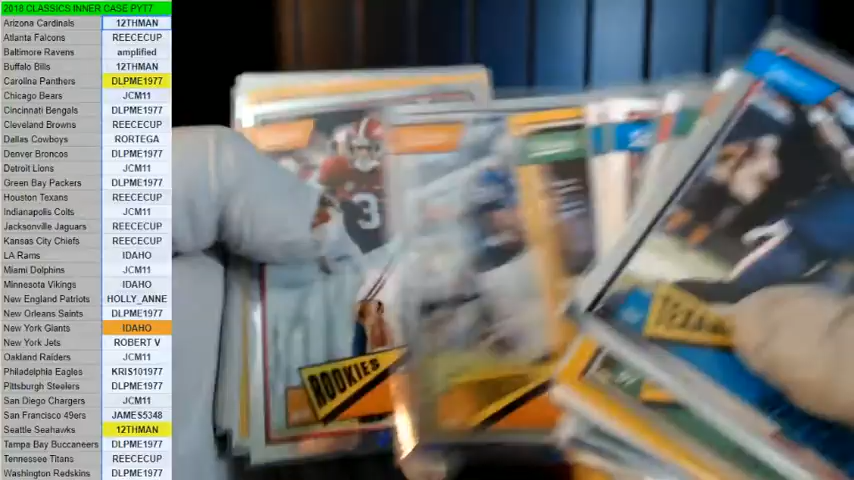 2018 CLASSICS INNER CASE PYT7
Arizona Cardinals 12THMAN
Atlanta Falcons REECECUP
Baltimore Ravens amplified
Buffalo Bills 12THMAN
Carolina Panthers DLPME1977
Chicago Bears JCM11
Cincinnati Bengals DLPME1977
Cleveland Browns REECECUP
Dallas Cowboys RORTEGA
Denver Broncos DLPME1977
Detroit Lions JCM11
Green Bay Packers DLPME1977
Houston Texans REECECUP
Indianapolis Colts JCM11
Jacksonville Jaguars REECECUP
Kansas City Chiefs REECECUP
LA Rams IDAHO
Miami Dolphins JCM11
Minnesota Vikings IDAHO
New England Patriots HOLLY_ANNE
New Orleans Saints DLPME1977
New York Giants IDAHO
New York Jets ROBERT V
Oakland Raiders JCM11
Philadelphia Eagles KRIS101977
Pittsburgh Steelers DLPME1977
San Diego Chargers JCM11
San Francisco 49ers JAMES5348
Seattle Seahawks 12THMAN
Tampa Bay Buccaneers DLPME1977
Tennessee Titans REECECUP
Washington Redskins DLPME1977
3
ROOKIES
TEXANS